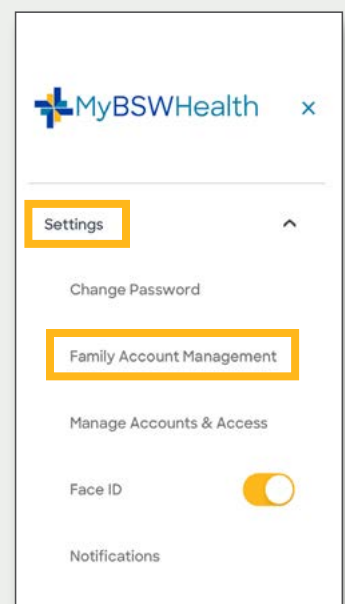 MyBSWHealth ×
Settings
Change Password
Family Account Management
Manage Accounts & Access
Face ID
Notifications